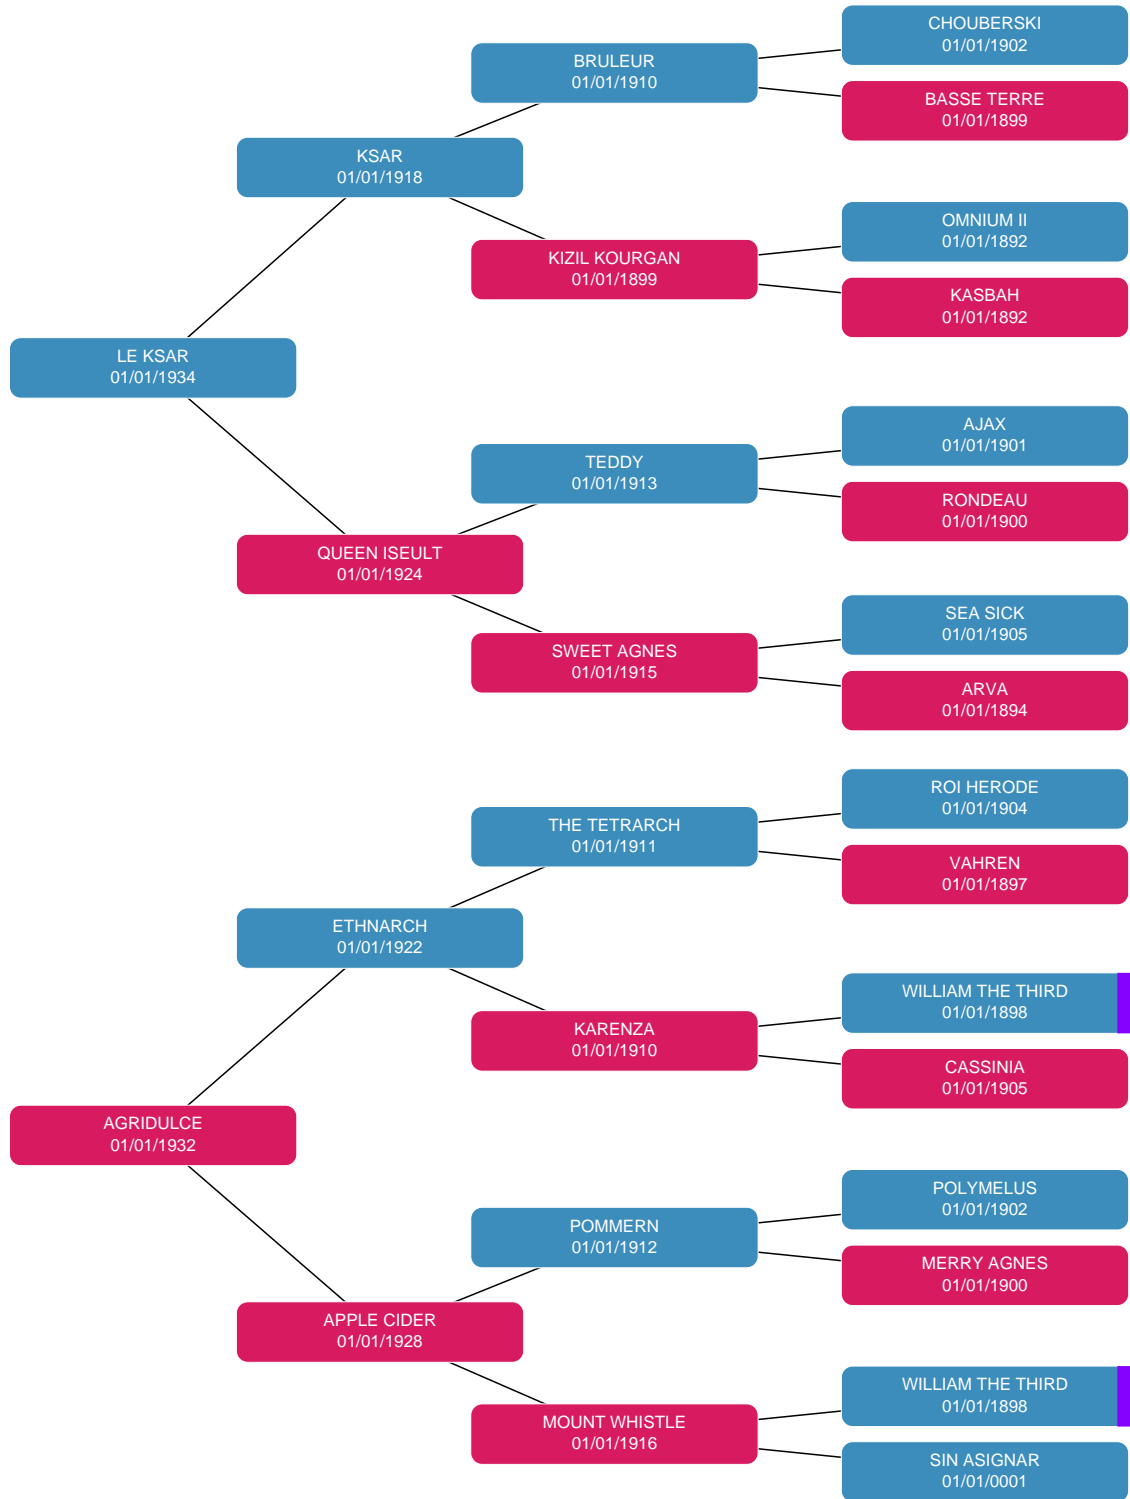 CHOUBERSKI
01/01/1902
BRULEUR
01/01/1910
BASSE TERRE
01/01/1899
KSAR
01/01/1918
OMNIUM II
01/01/1892
KIZIL KOURGAN
01/01/1899
KASBAH
01/01/1892
LE KSAR
01/01/1934
AJAX
01/01/1901
TEDDY
01/01/1913
RONDEAU
01/01/1900
QUEEN ISEULT
01/01/1924
SEA SICK
01/01/1905
SWEET AGNES
01/01/1915
ARVA
01/01/1894
ROI HERODE
01/01/1904
THE TETRARCH
01/01/1911
VAHREN
01/01/1897
ETHNARCH
01/01/1922
WILLIAM THE THIRD
01/01/1898
KARENZA
01/01/1910
CASSINIA
01/01/1905
AGRIDULCE
01/01/1932
POLYMELUS
01/01/1902
POMMERN
01/01/1912
MERRY AGNES
01/01/1900
APPLE CIDER
01/01/1928
WILLIAM THE THIRD
01/01/1898
MOUNT WHISTLE
01/01/1916
SIN ASIGNAR
01/01/0001